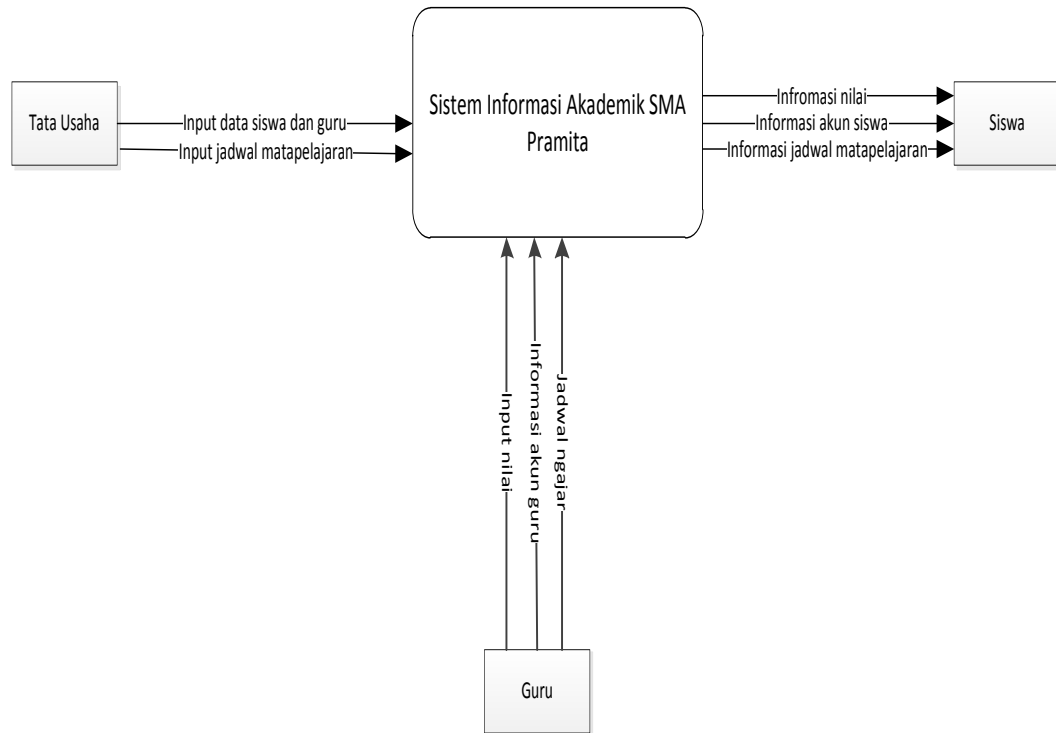 Tata Usaha
Input data siswa dan guru
Input jadwal matapelajaran
Sistem Informasi Akademik SMA
Pramita
Infromasi nilai
Informasi akun siswa
Informasi jadwal matapelajaran
Siswa
Input nilai
Informasi akun guru
Jadwal ngajar
Guru